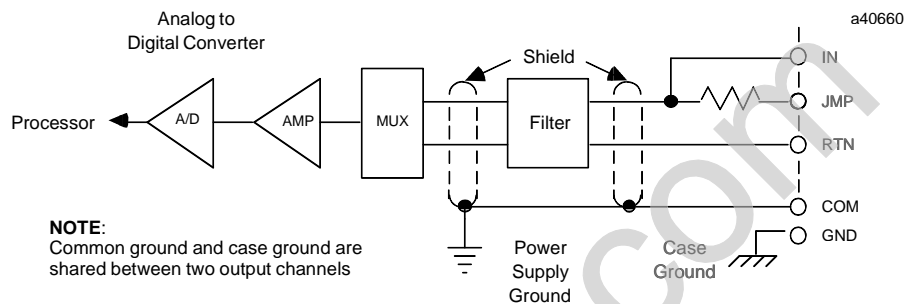 a40660
Analog to
Digital Converter
Shield
IN
JMP
RTN
COM
GND
Processor
A/D
AMP
MUX
Filter
NOTE:
Common ground and case ground are
shared between two output channels
Power
Supply
Ground
Case
Ground
com